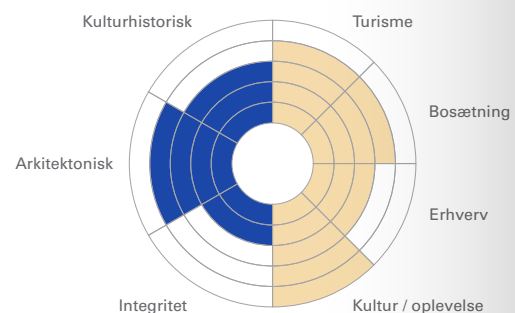 Kulturhistorisk
Turisme
Bosætning
Arkitektonisk
Erhverv
Integritet
Kultur / oplevelse